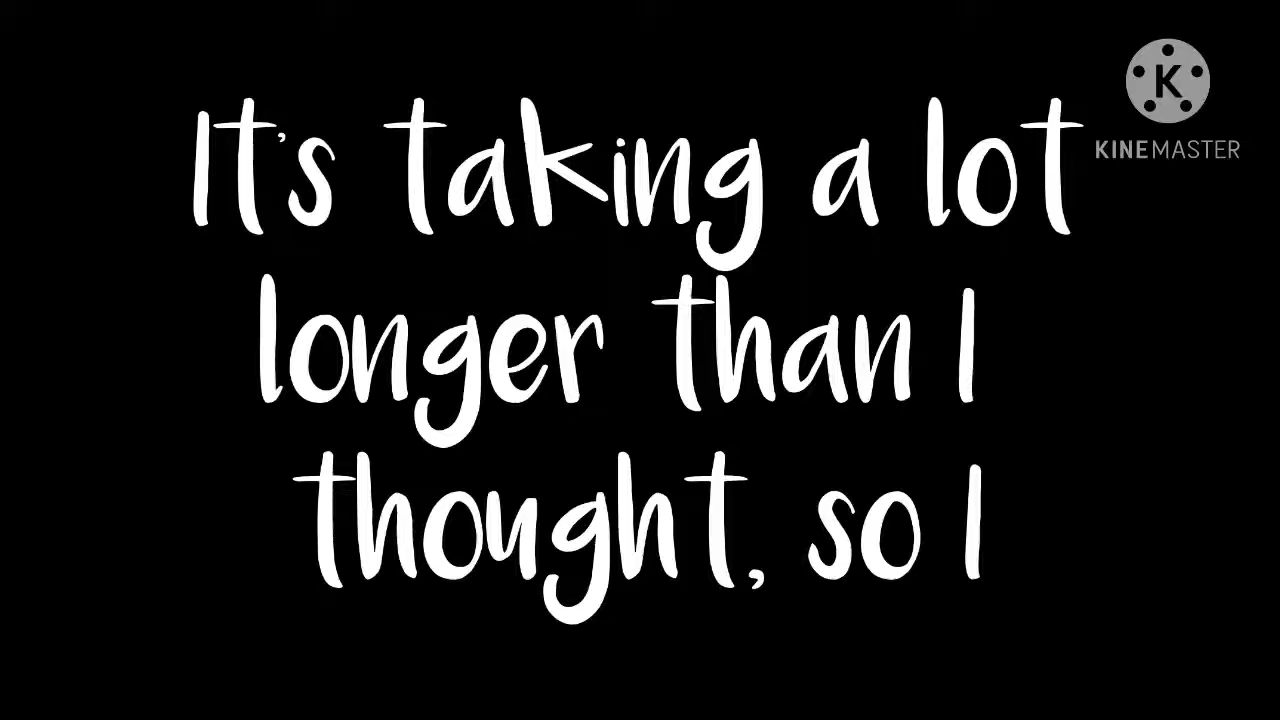 It's taking a lot
longer than I
thought, so I
K
KINEMASTER